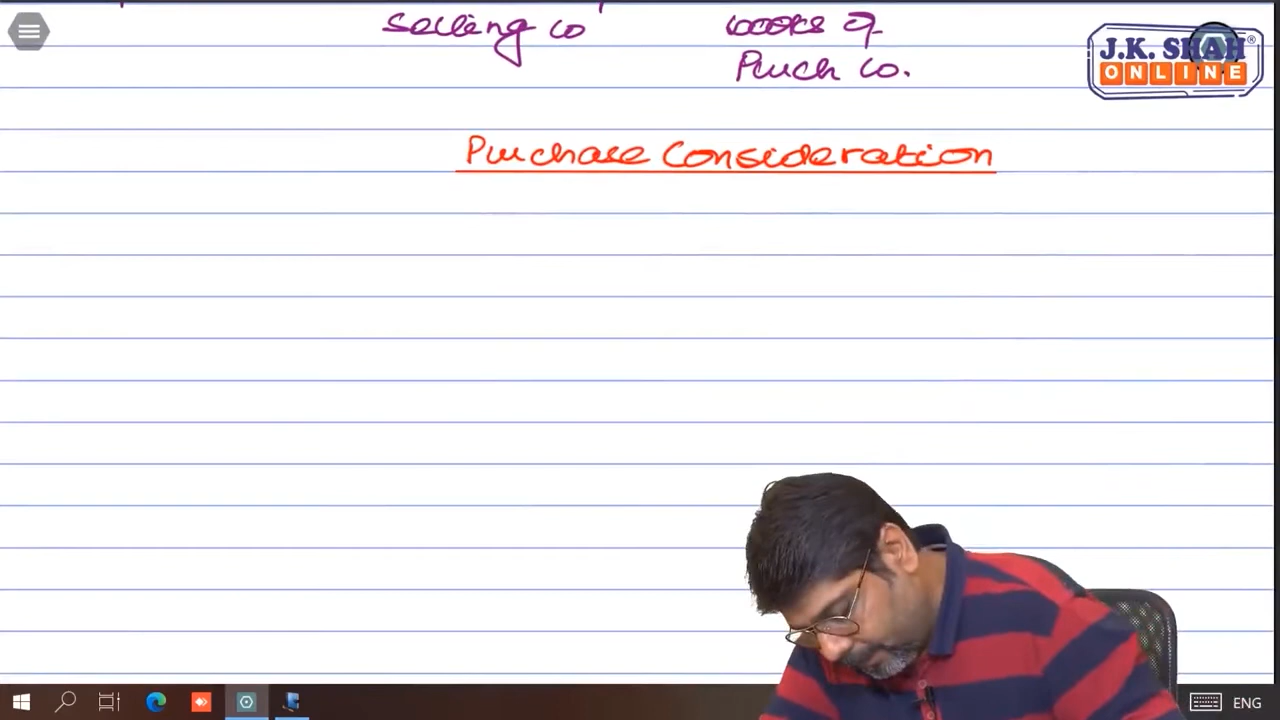 selling co
books of
Purch co.
J.K. SHAH®
ONLINE
Purchase Consideration
ENG